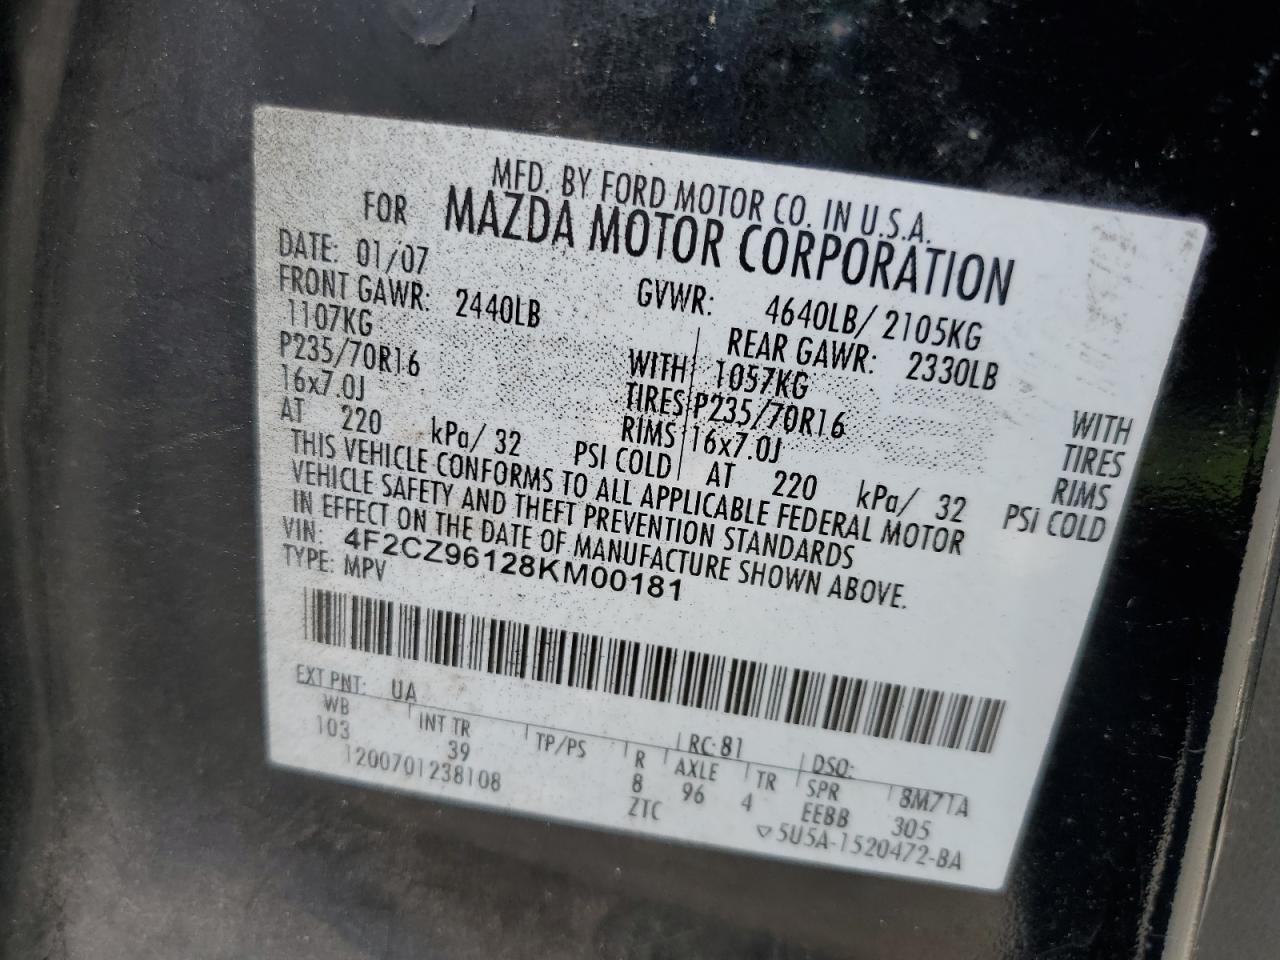 MFD. BY FORD MOTOR CO. IN U.S.A.
FOR MAZDA MOTOR CORPORATION
DATE: 01/07 GVWR: 4640LB/ 2105KG
FRONT GAWR: 2440LB REAR GAWR: 2330LB
1107KG WITH 1057KG WITH
P235/70R16 TIRES P235/70R16 TIRES
16x7.0J RIMS 16x7.0J RIMS
AT 220 kPa/ 32 PSI COLD AT 220 kPa/ 32 PSi COLD
THIS VEHICLE CONFORMS TO ALL APPLICABLE FEDERAL MOTOR
VEHICLE SAFETY AND THEFT PREVENTION STANDARDS
IN EFFECT ON THE DATE OF MANUFACTURE SHOWN ABOVE.
VIN: 4F2CZ96128KM00181
TYPE: MPV
EXT PNT: UA RC:81 DSO:
WB INT TR TP/PS R AXLE TR SPR 8M7TA
103 39 8 96 4 EEBB 305
1200701238108 ZTC 5U5A-1520472-BA